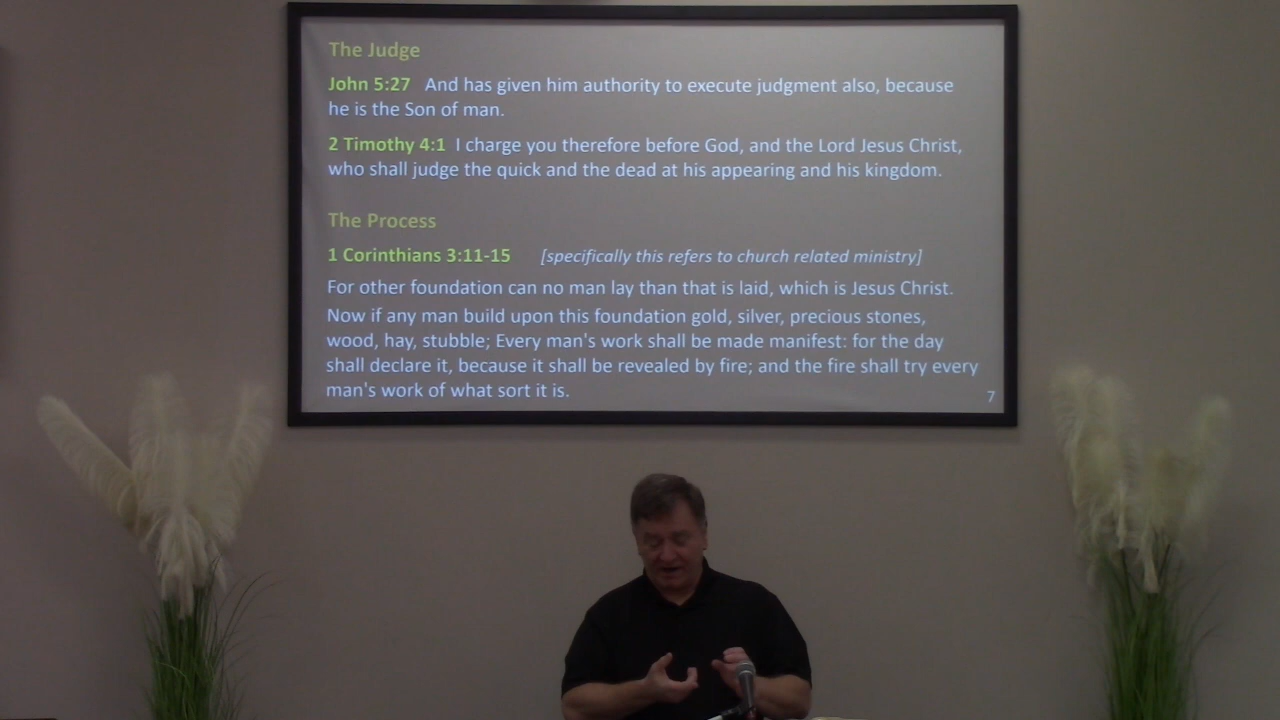 The Judge
John 5:27 And has given him authority to execute judgment also, because
he is the Son of man.
2 Timothy 4:1 I charge you therefore before God, and the Lord Jesus Christ,
who shall judge the quick and the dead at his appearing and his kingdom.
The Process
1 Corinthians 3:11-15 [specifically this refers to church related ministry]
For other foundation can no man lay than that is laid, which is Jesus Christ.
Now if any man build upon this foundation gold, silver, precious stones,
wood, hay, stubble; Every man's work shall be made manifest: for the day
shall declare it, because it shall be revealed by fire; and the fire shall try every
man's work of what sort it is.
7